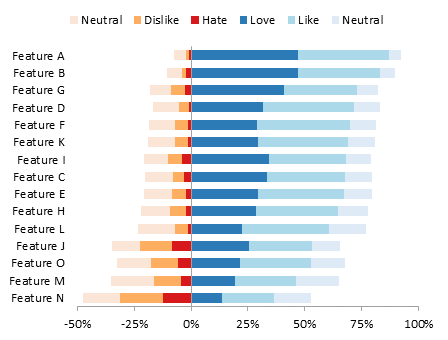 Neutral Dislike Hate Love Like Neutral
Feature A
Feature B
Feature G
Feature D
Feature F
Feature K
Feature I
Feature C
Feature E
Feature H
Feature L
Feature J
Feature O
Feature M
Feature N
-50% -25% 0% 25% 50% 75% 100%